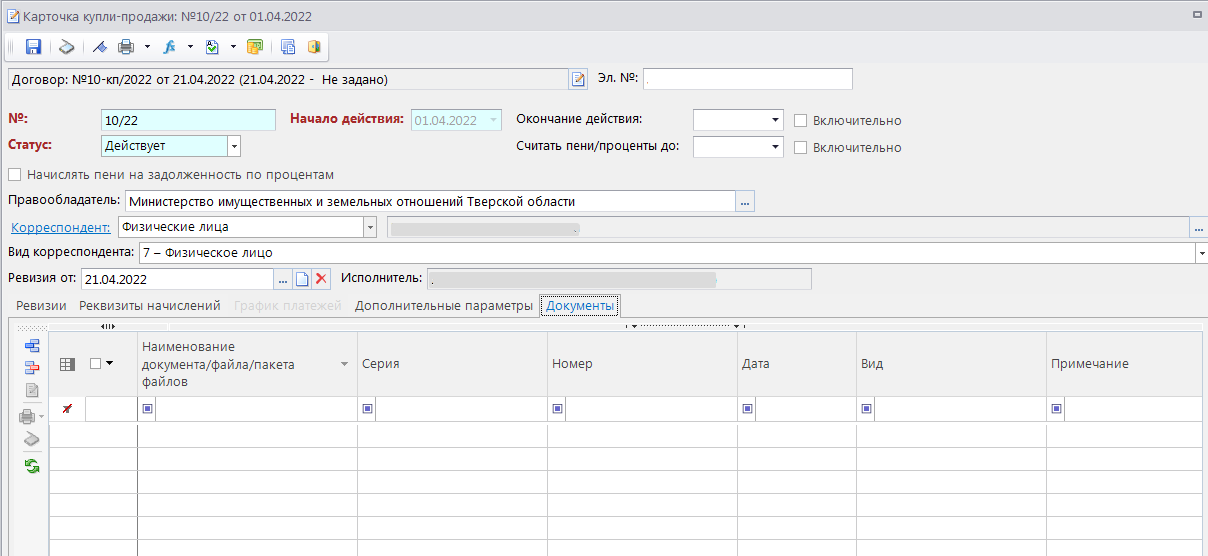 Карточка купли-продажи: №10/22 от 01.04.2022
Договор: №10-кп/2022 от 21.04.2022 (21.04.2022 - Не задано)
Эл. №:
№: 10/22 Начало действия: 01.04.2022 Окончание действия: Включительно
Статус: Действует Считать пени/проценты до: Включительно
Начислять пени на задолженность по процентам
Правообладатель: Министерство имущественных и земельных отношений Тверской области ...
Корреспондент: Физические лица ...
Вид корреспондента: 7 – Физическое лицо
Ревизия от: 21.04.2022 ... Исполнитель:
Ревизии Реквизиты начислений График платежей Дополнительные параметры Документы
Наименование
документа/файла/пакета
файлов
Серия
Номер
Дата
Вид
Примечание